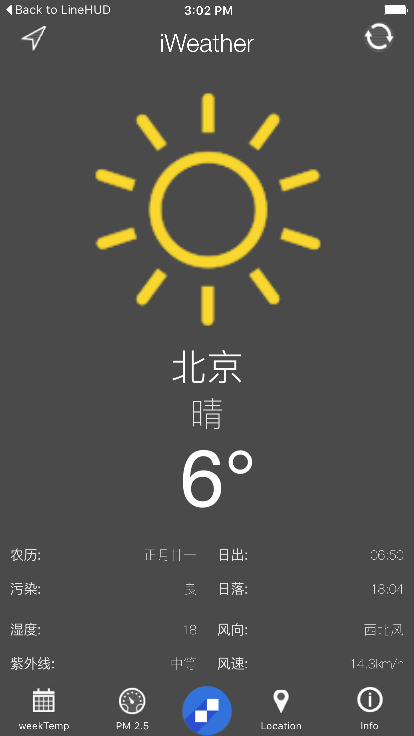 Back to LineHUD
3:02 PM
iWeather
北京
晴
6°
农历: 正月廿一 日出: 06:50
污染: 良 日落: 18:04
湿度: 18 风向: 西北风
紫外线: 中等 风速: 14.3km/h
weekTemp PM 2.5 Location Info